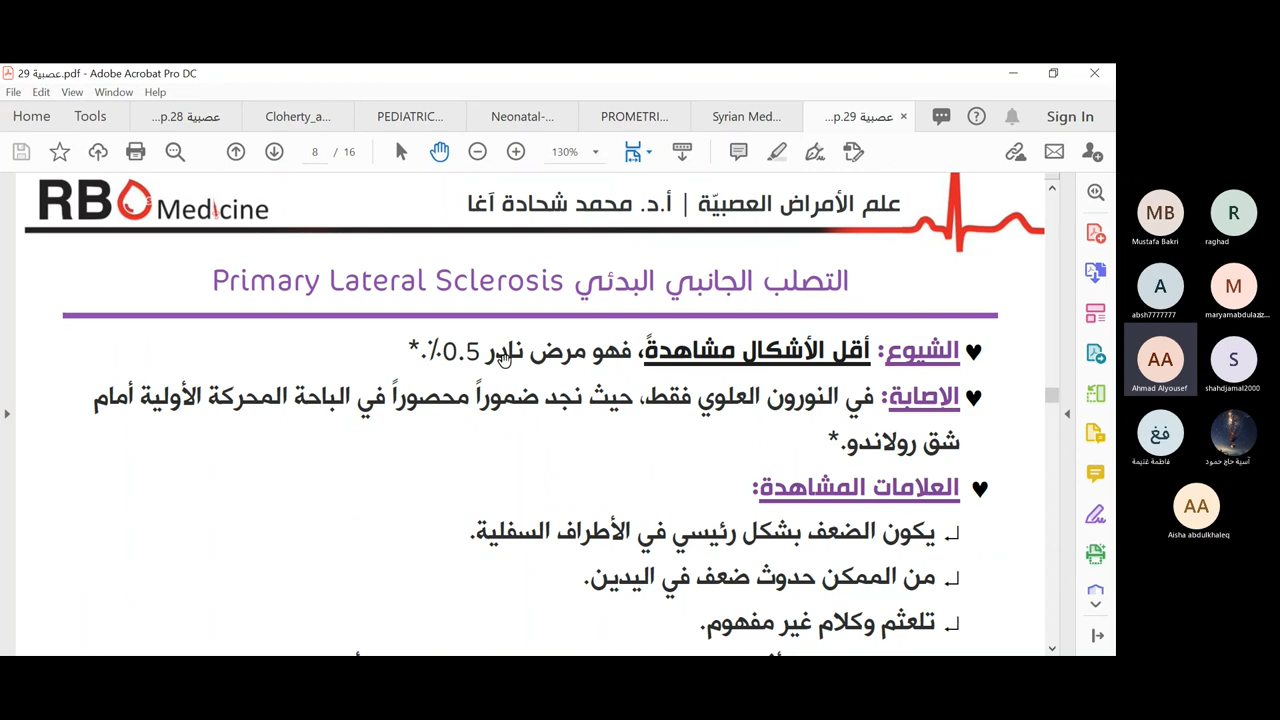 عصبية 29.pdf - Adobe Acrobat Pro DC
File Edit View Window Help
Home Tools عصبية 28.p... Cloherty_a... PEDIATRIC... Neonatal-... PROMETRI... Syrian Med... عصبية 29.p... × Sign In
8 / 16 130%
RBO Medicine
علم الأمراض العصبيّة | أ.د. محمد شحادة آغا
التصلب الجانبي البدئي Primary Lateral Sclerosis
♥ الشيوع: أقل الأشكال مشاهدةً، فهو مرض نادر 0.5٪.*
♥ الإصابة: في النورون العلوي فقط، حيث نجد ضموراً محصوراً في الباحة المحركة الأولية أمام
شق رولاندو.*
♥ العلامات المشاهدة:
يكون الضعف بشكل رئيسي في الأطراف السفلية.
من الممكن حدوث ضعف في اليدين.
تلعثم وكلام غير مفهوم.
MB R
Mustafa Bakri raghad
A M
absh7777777 maryamabdulaziz...
AA S
Ahmad Alyousef shahdjamal2000
فغ
فاطمة غنيمة آسية حاج حمود
AA
Aisha abdulkhaleq